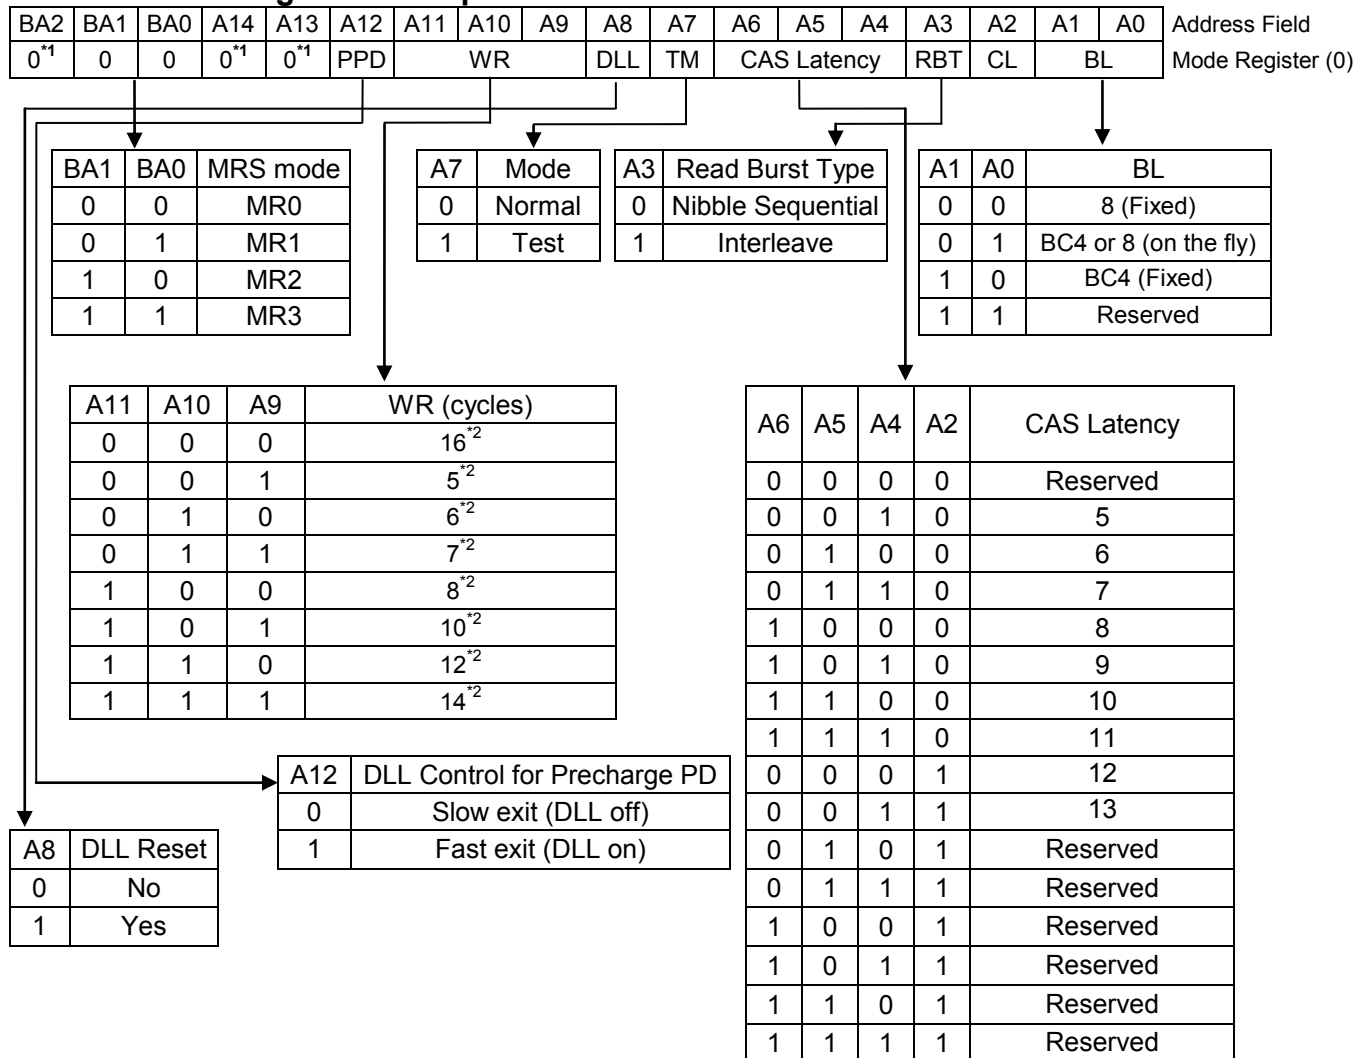 BA2 BA1 BA0 A14 A13 A12 A11 A10 A9 A8 A7 A6 A5 A4 A3 A2 A1 A0 Address Field
0*1 0 0 0*1 0*1 PPD WR DLL TM CAS Latency RBT CL BL Mode Register (0)
BA1 BA0 MRS mode
0 0 MR0
0 1 MR1
1 0 MR2
1 1 MR3
A7 Mode
0 Normal
1 Test
A3 Read Burst Type
0 Nibble Sequential
1 Interleave
A1 A0 BL
0 0 8 (Fixed)
0 1 BC4 or 8 (on the fly)
1 0 BC4 (Fixed)
1 1 Reserved
A11 A10 A9 WR (cycles)
0 0 0 16*2
0 0 1 5*2
0 1 0 6*2
0 1 1 7*2
1 0 0 8*2
1 0 1 10*2
1 1 0 12*2
1 1 1 14*2
A6 A5 A4 A2 CAS Latency
0 0 0 0 Reserved
0 0 1 0 5
0 1 0 0 6
0 1 1 0 7
1 0 0 0 8
1 0 1 0 9
1 1 0 0 10
1 1 1 0 11
0 0 0 1 12
0 0 1 1 13
0 1 0 1 Reserved
0 1 1 1 Reserved
1 0 0 1 Reserved
1 0 1 1 Reserved
1 1 0 1 Reserved
1 1 1 1 Reserved
A12 DLL Control for Precharge PD
0 Slow exit (DLL off)
1 Fast exit (DLL on)
A8 DLL Reset
0 No
1 Yes